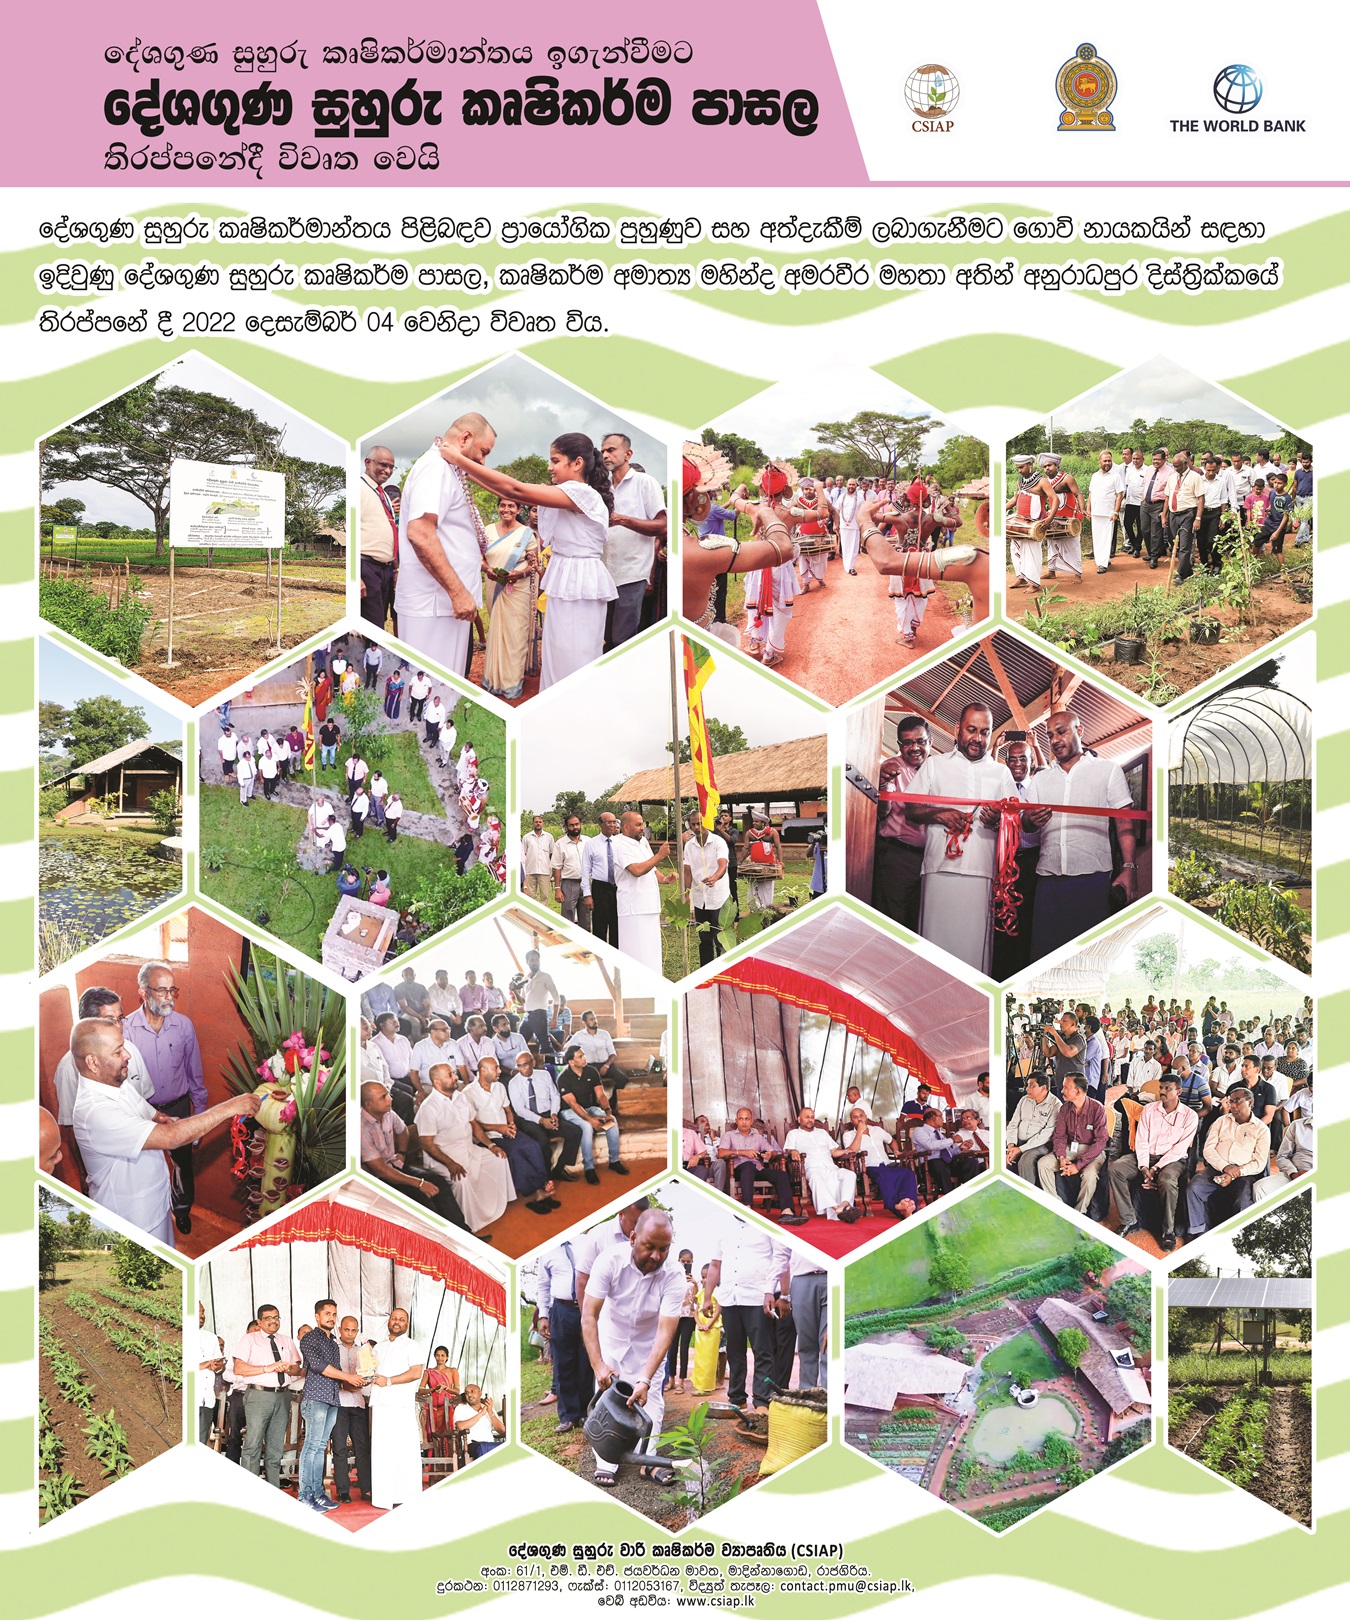 දේශගුණ සුහුරු කෘෂිකර්මාන්තය ඉගැන්වීමට
දේශගුණ සුහුරු කෘෂිකර්ම පාසල
තිරප්පනේදී විවෘත වෙයි
CSIAP
THE WORLD BANK
දේශගුණ සුහුරු කෘෂිකර්මාන්තය පිළිබඳව ප්‍රායෝගික පුහුණුව සහ අත්දැකීම් ලබාගැනීමට ගොවි නායකයින් සඳහා
ඉදිවුණු දේශගුණ සුහුරු කෘෂිකර්ම පාසල, කෘෂිකර්ම අමාත්‍ය මහින්ද අමරවීර මහතා අතින් අනුරාධපුර දිස්ත්‍රික්කයේ
තිරප්පනේ දී 2022 දෙසැම්බර් 04 වෙනිදා විවෘත විය.
දේශගුණ සුහුරු වාරි කෘෂිකර්ම ව්‍යාපෘතිය (CSIAP)
අංක: 61/1, එම්. ඩී. එච්. ජයවර්ධන මාවත, මාදින්නාගොඩ, රාජගිරිය.
දුරකථන: 0112871293, ෆැක්ස්: 0112053167, විද්‍යුත් තැපෑල: contact.pmu@csiap.lk,
වෙබ් අඩවිය: www.csiap.lk